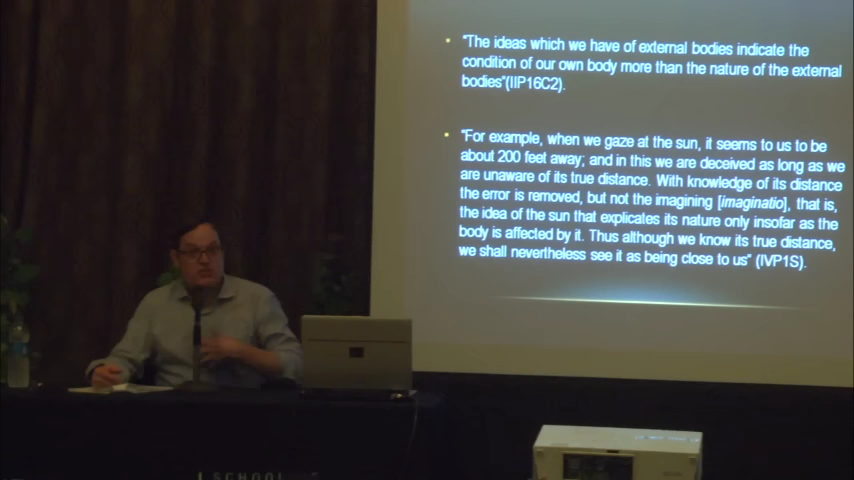 • "The ideas which we have of external bodies indicate the
condition of our own body more than the nature of the external
bodies"(IIP16C2).
• "For example, when we gaze at the sun, it seems to us to be
about 200 feet away; and in this we are deceived as long as we
are unaware of its true distance. With knowledge of its distance
the error is removed, but not the imagining [imaginatio], that is,
the idea of the sun that explicates its nature only insofar as the
body is affected by it. Thus although we know its true distance,
we shall nevertheless see it as being close to us" (IVP1S).
SCHOOL